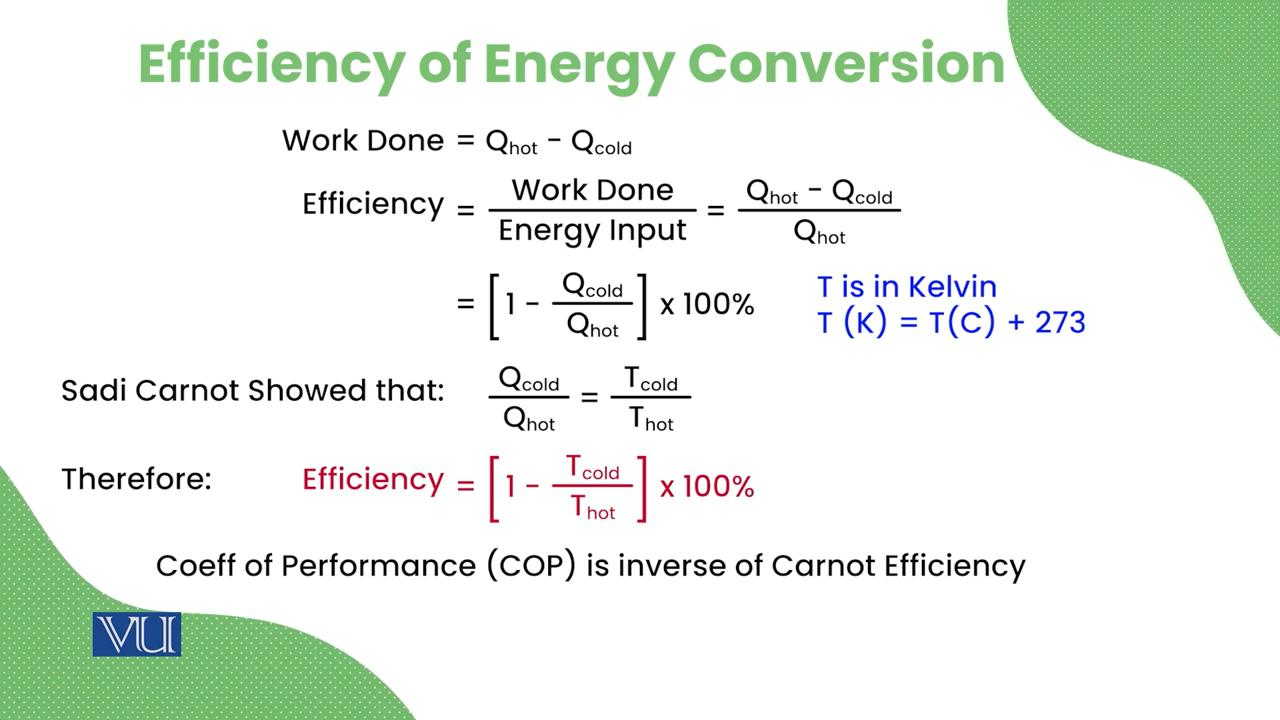 Efficiency of Energy Conversion
Work Done = Qhot - Qcold
Efficiency = Work Done / Energy Input = Qhot - Qcold / Qhot
= [1 - Qcold / Qhot] x 100%
T is in Kelvin
T (K) = T(C) + 273
Sadi Carnot Showed that: Qcold / Qhot = Tcold / Thot
Therefore: Efficiency = [1 - Tcold / Thot] x 100%
Coeff of Performance (COP) is inverse of Carnot Efficiency
VU